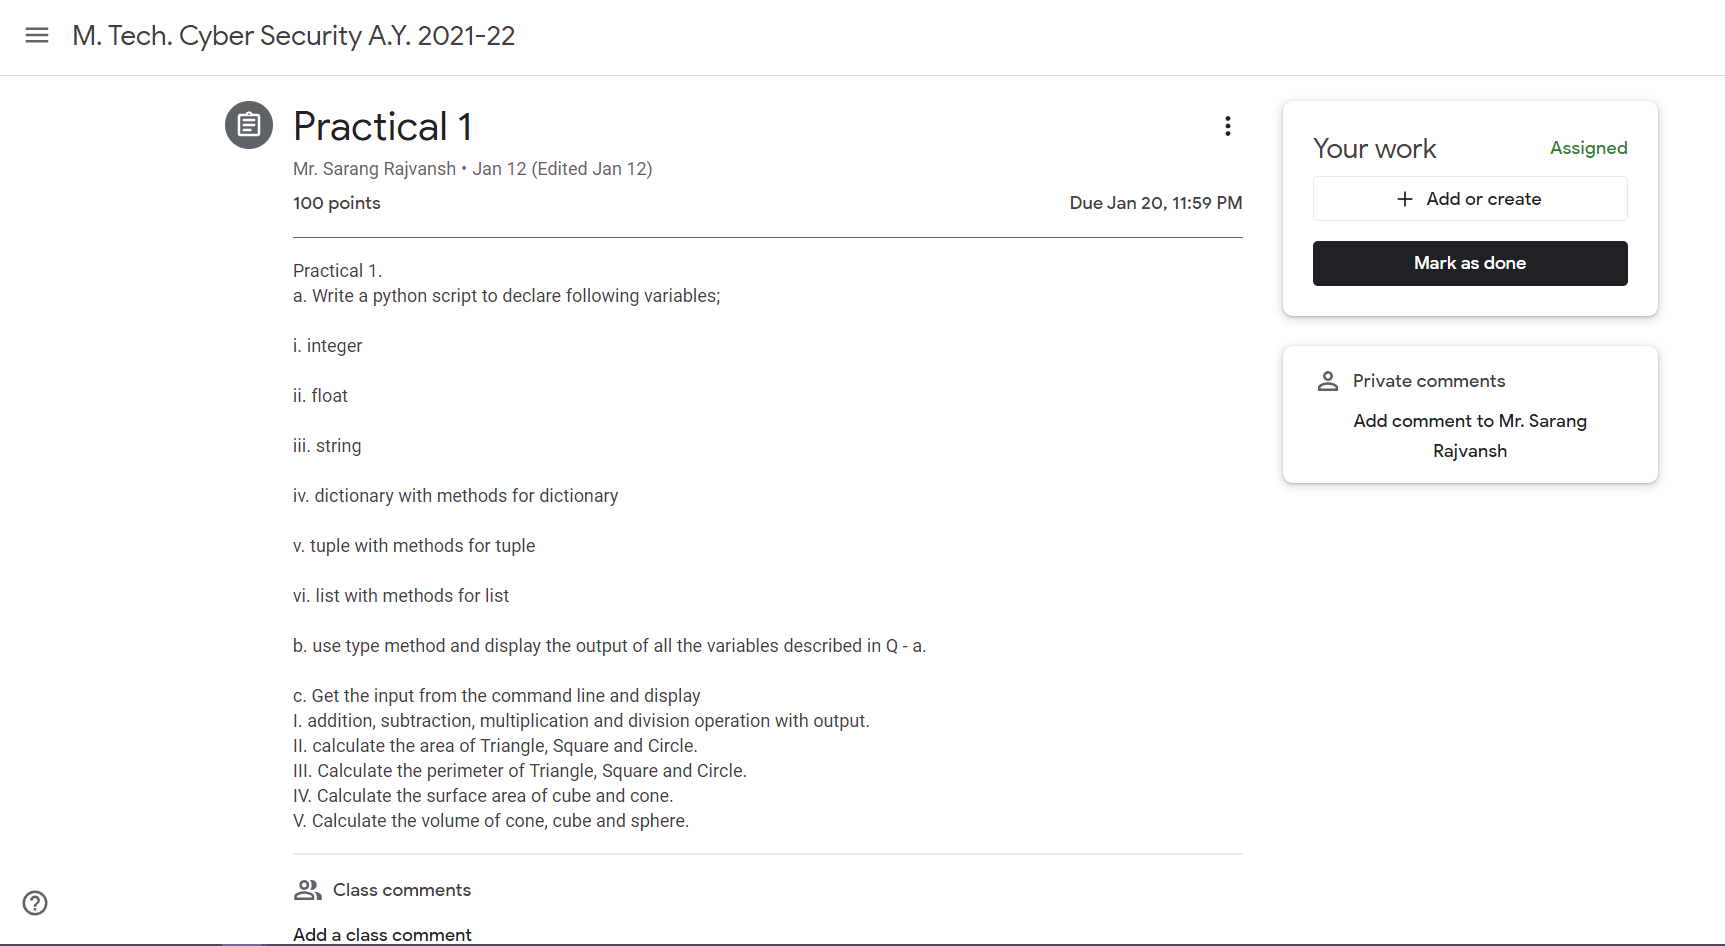 M. Tech. Cyber Security A.Y. 2021-22
Practical 1
Mr. Sarang Rajvansh • Jan 12 (Edited Jan 12)
100 points
Due Jan 20, 11:59 PM
Practical 1.
a. Write a python script to declare following variables;
i. integer
ii. float
iii. string
iv. dictionary with methods for dictionary
v. tuple with methods for tuple
vi. list with methods for list
b. use type method and display the output of all the variables described in Q - a.
c. Get the input from the command line and display
I. addition, subtraction, multiplication and division operation with output.
II. calculate the area of Triangle, Square and Circle.
III. Calculate the perimeter of Triangle, Square and Circle.
IV. Calculate the surface area of cube and cone.
V. Calculate the volume of cone, cube and sphere.
Class comments
Add a class comment
Your work
Assigned
+ Add or create
Mark as done
Private comments
Add comment to Mr. Sarang
Rajvansh